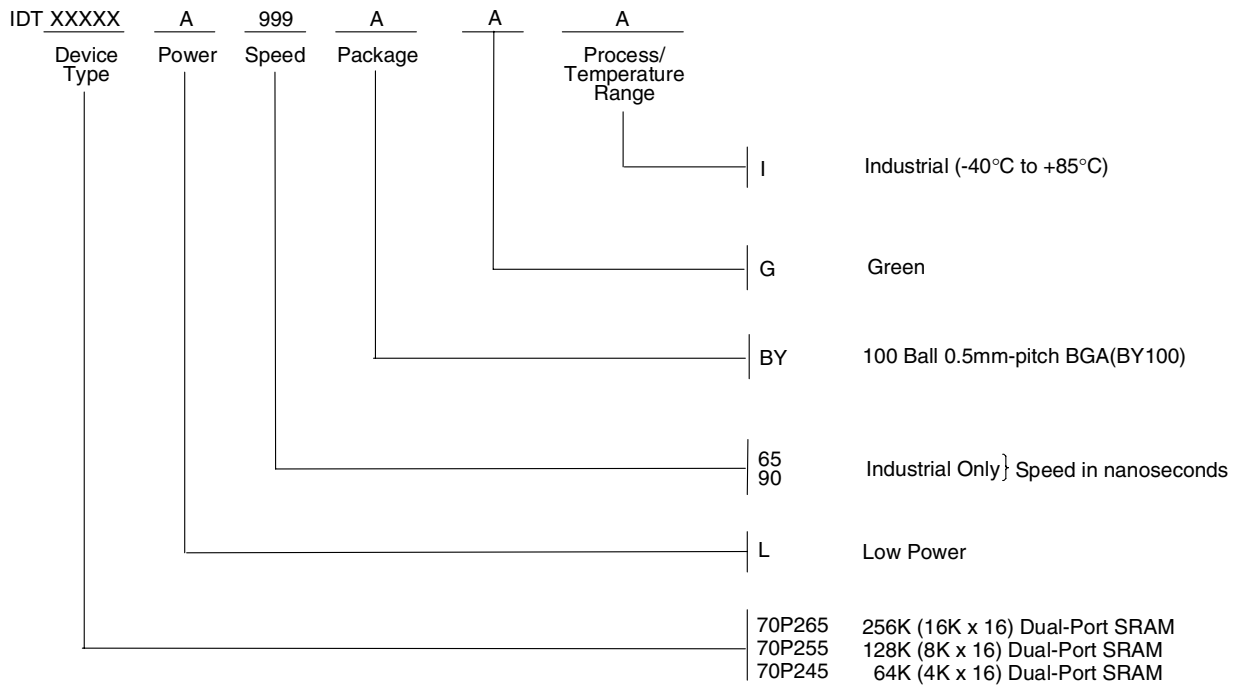 IDT XXXXX A 999 A A A
Device Type Power Speed Package Process/ Temperature Range
I Industrial (-40°C to +85°C)
G Green
BY 100 Ball 0.5mm-pitch BGA(BY100)
65
90 Industrial Only} Speed in nanoseconds
L Low Power
70P265 256K (16K x 16) Dual-Port SRAM
70P255 128K (8K x 16) Dual-Port SRAM
70P245 64K (4K x 16) Dual-Port SRAM